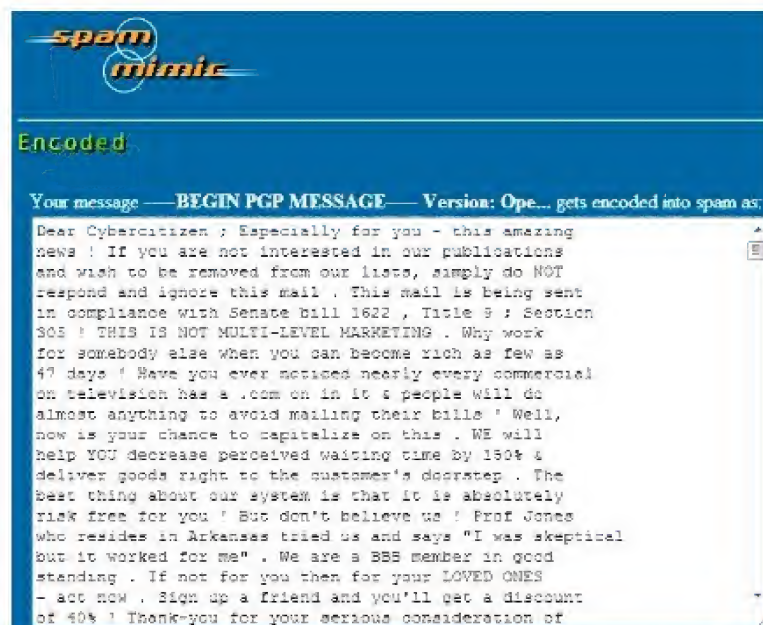 spam
mimic
Encoded
Your message -----BEGIN PGP MESSAGE----- Version: Ope... gets encoded into spam as:
Dear Cybercitizen ; Especially for you - this amazing
news ! If you are not interested in our publications
and wish to be removed from our lists, simply do NOT
respond and ignore this mail . This mail is being sent
in compliance with Senate bill 1622 , Title 9 ; Section
305 ! THIS IS NOT MULTI-LEVEL MARKETING . Why work
for somebody else when you can become rich as few as
47 days ! Have you ever noticed nearly every commercial
on television has a .com on in it & people will do
almost anything to avoid mailing their bills ! Well,
now is your chance to capitalize on this . WE will
help YOU decrease perceived waiting time by 150% &
deliver goods right to the customer's doorstep . The
best thing about our system is that it is absolutely
risk free for you ! But don't believe us ! Prof Jones
who resides in Arkansas tried us and says "I was skeptical
but it worked for me" . We are a BBB member in good
standing . If not for you then for your LOVED ONES
- act now . Sign up a friend and you'll get a discount
of 40% ! Thank-you for your serious consideration of